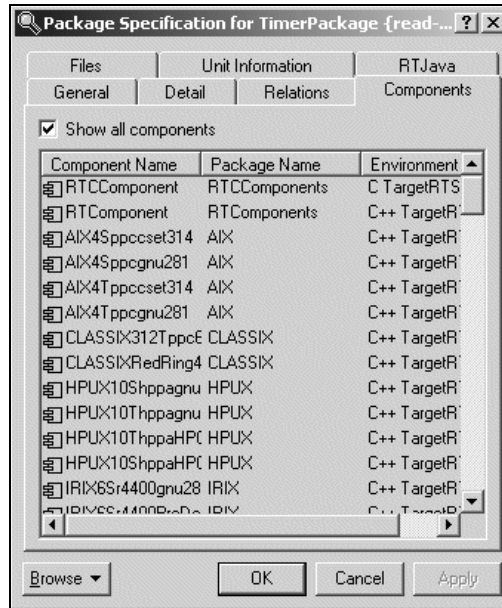 Package Specification for TimerPackage {read-...
Files Unit Information RTJava
General Detail Relations Components
Show all components
Component Name Package Name Environment
RTCComponent RTCComponents C TargetRTS
RTComponent RTComponents C++ TargetR
AIX4Sppccset314 AIX C++ TargetR
AIX4Sppcgnu281 AIX C++ TargetR
AIX4Tppccset314 AIX C++ TargetR
AIX4Tppcgnu281 AIX C++ TargetR
CLASSIX312Tppc CLASSIX C++ TargetR
CLASSIXRedRing4 CLASSIX C++ TargetR
HPUX10Shppagnu HPUX C++ TargetR
HPUX10Thppagnu HPUX C++ TargetR
HPUX10ThppaHP HPUX C++ TargetR
HPUX10ShppaHP HPUX C++ TargetR
IRIX6Sr4400gnu28 IRIX C++ TargetR
IRIX C++ TargetR
Browse OK Cancel Apply